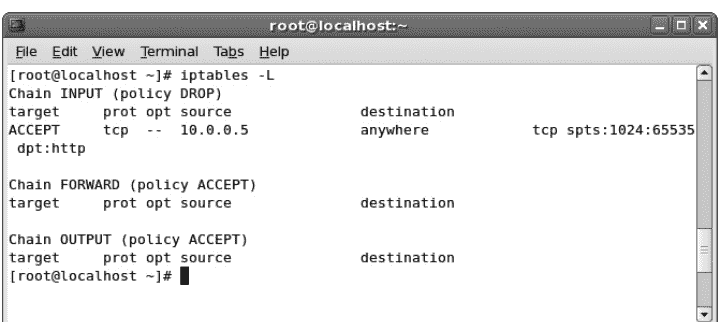 root@localhost:~
File Edit View Terminal Tabs Help
[root@localhost ~]# iptables -L
Chain INPUT (policy DROP)
target     prot opt source               destination
ACCEPT     tcp  --  10.0.0.5             anywhere            tcp spts:1024:65535
 dpt:http
Chain FORWARD (policy ACCEPT)
target     prot opt source               destination
Chain OUTPUT (policy ACCEPT)
target     prot opt source               destination
[root@localhost ~]#